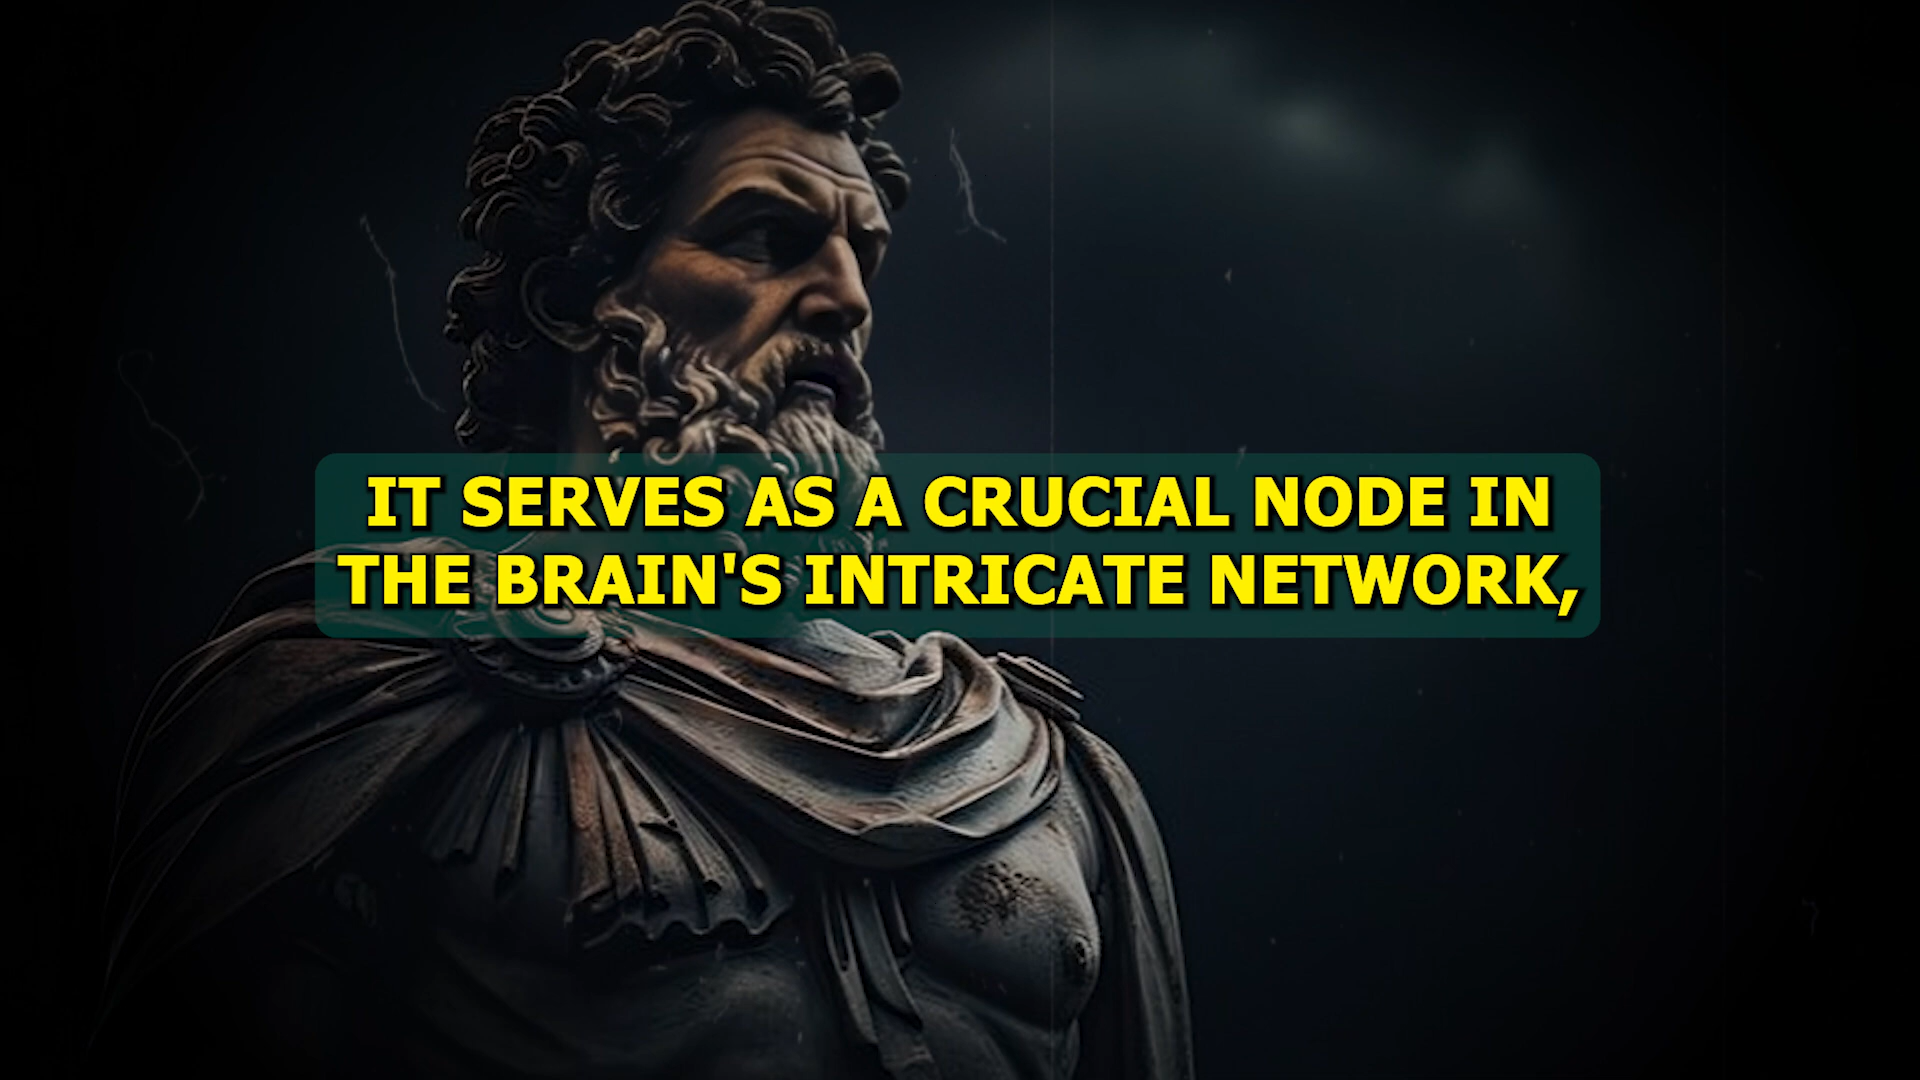 IT SERVES AS A CRUCIAL NODE IN
THE BRAIN'S INTRICATE NETWORK,